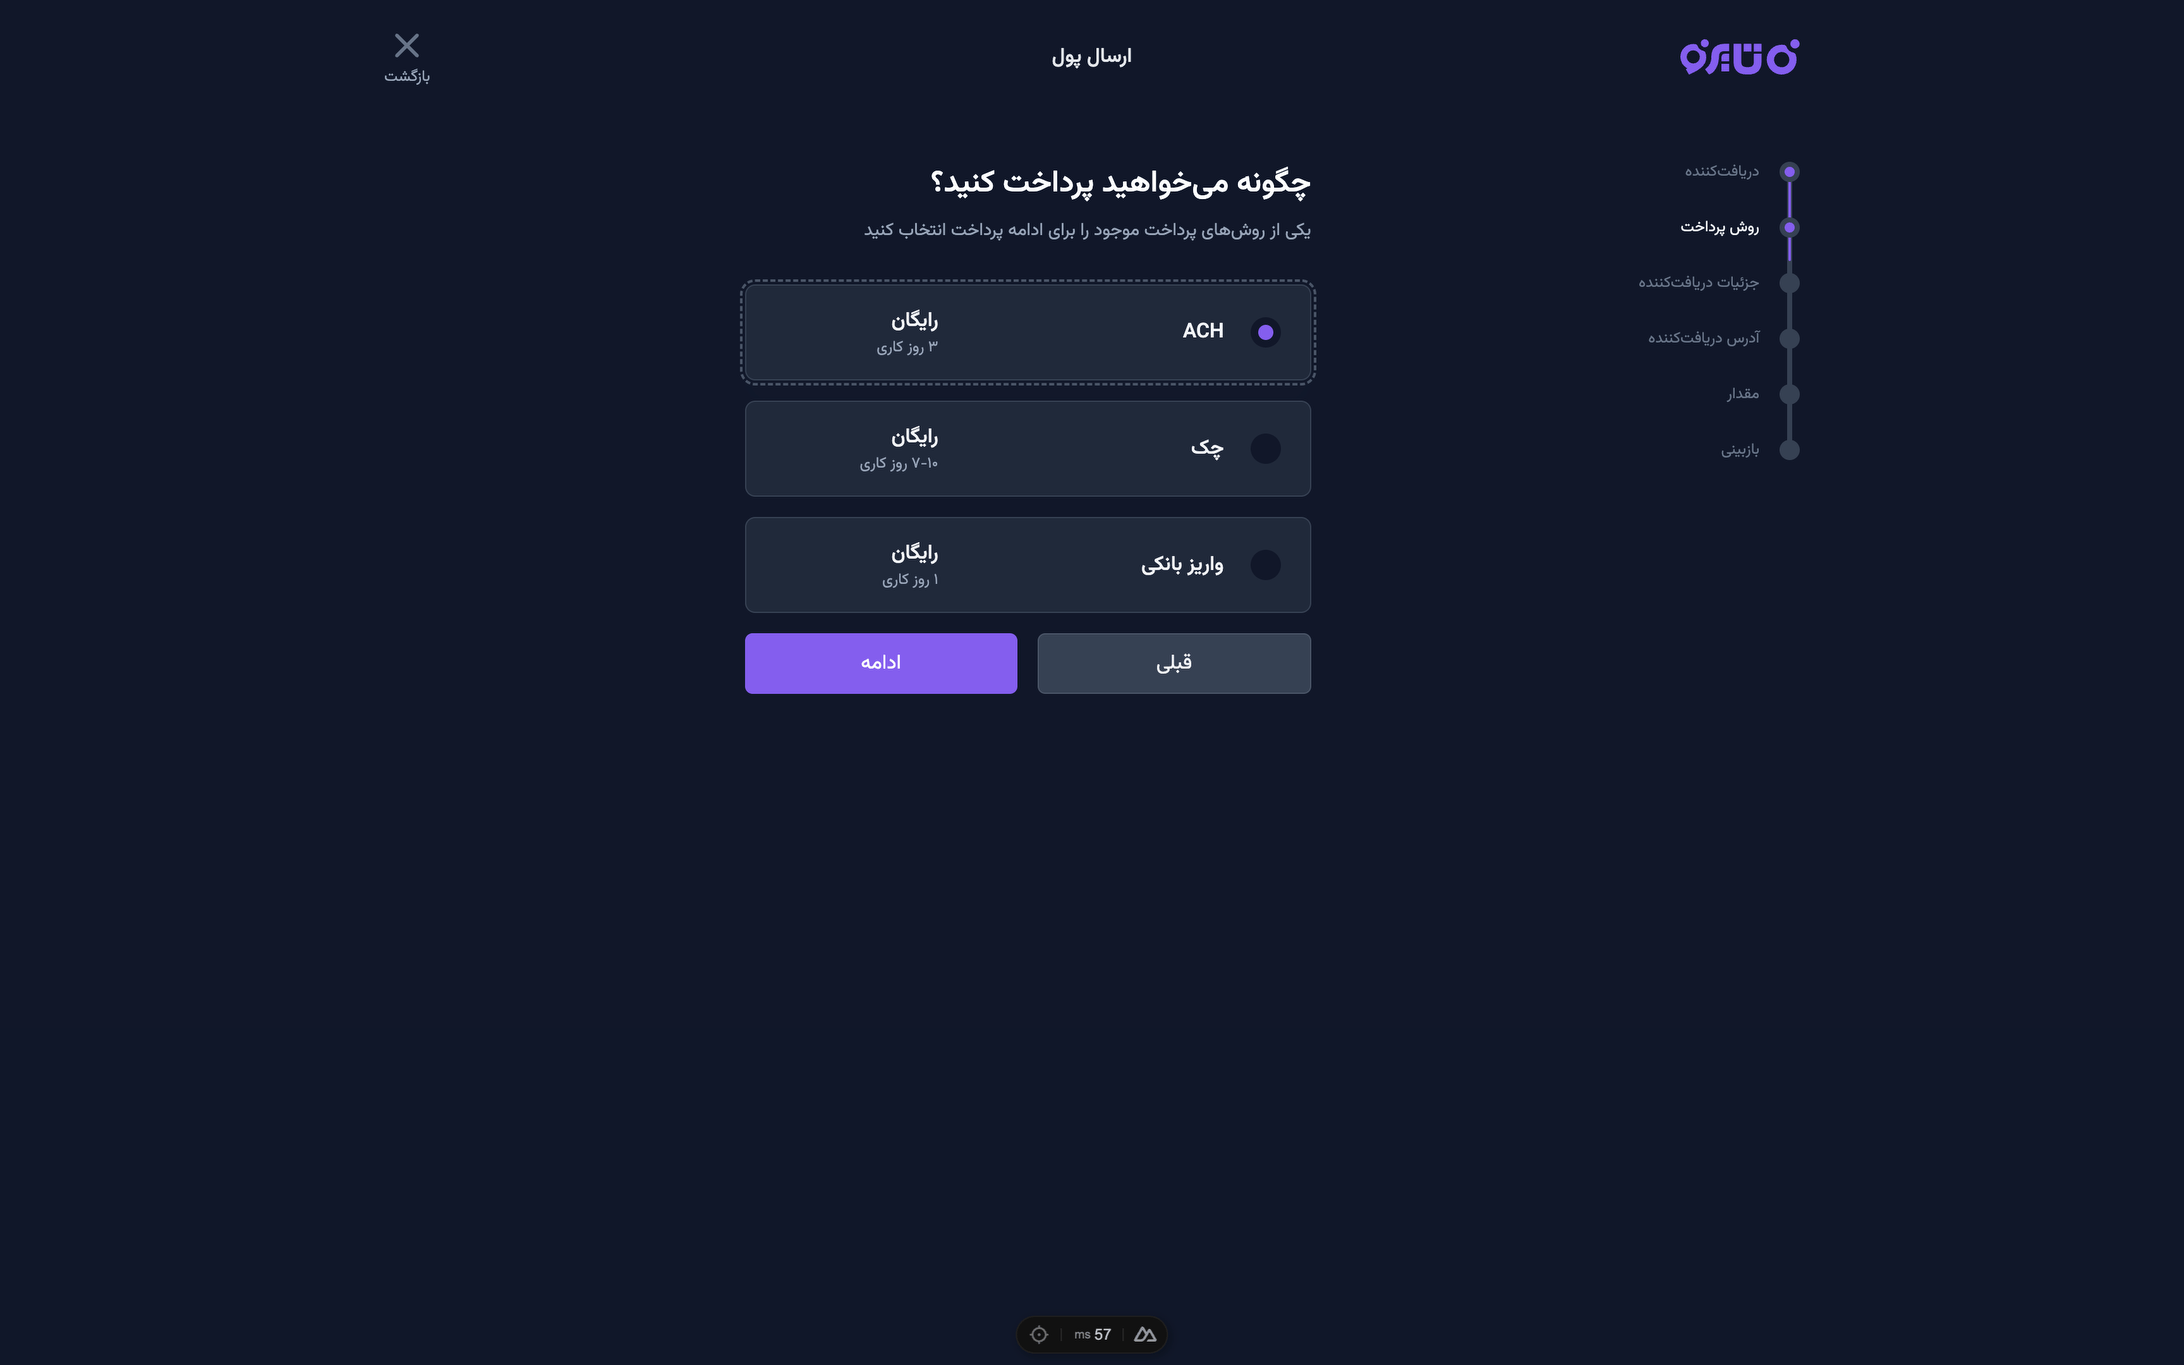 ارسال پول
بازگشت
دریافت‌کننده
روش پرداخت
جزئیات دریافت‌کننده
آدرس دریافت‌کننده
مقدار
بازبینی
چگونه می‌خواهید پرداخت کنید؟
یکی از روش‌های پرداخت موجود را برای ادامه پرداخت انتخاب کنید
ACH
رایگان
۳ روز کاری
چک
رایگان
۷-۱۰ روز کاری
واریز بانکی
رایگان
۱ روز کاری
قبلی
ادامه
57 ms